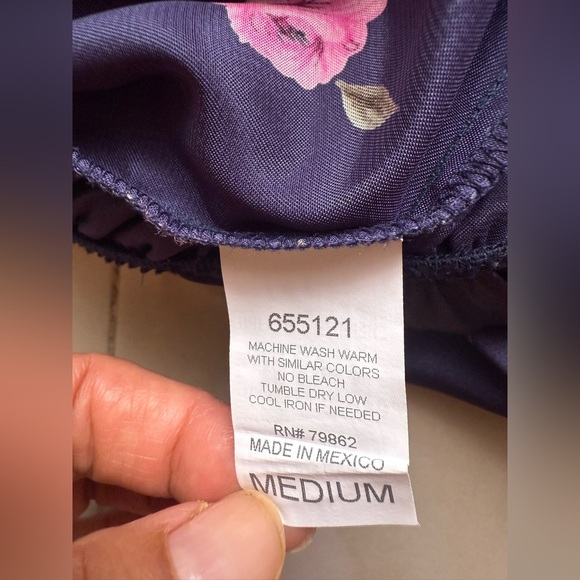 655121
MACHINE WASH WARM
WITH SIMILAR COLORS
NO BLEACH
TUMBLE DRY LOW
COOL IRON IF NEEDED
RN# 79862
MADE IN MEXICO
MEDIUM